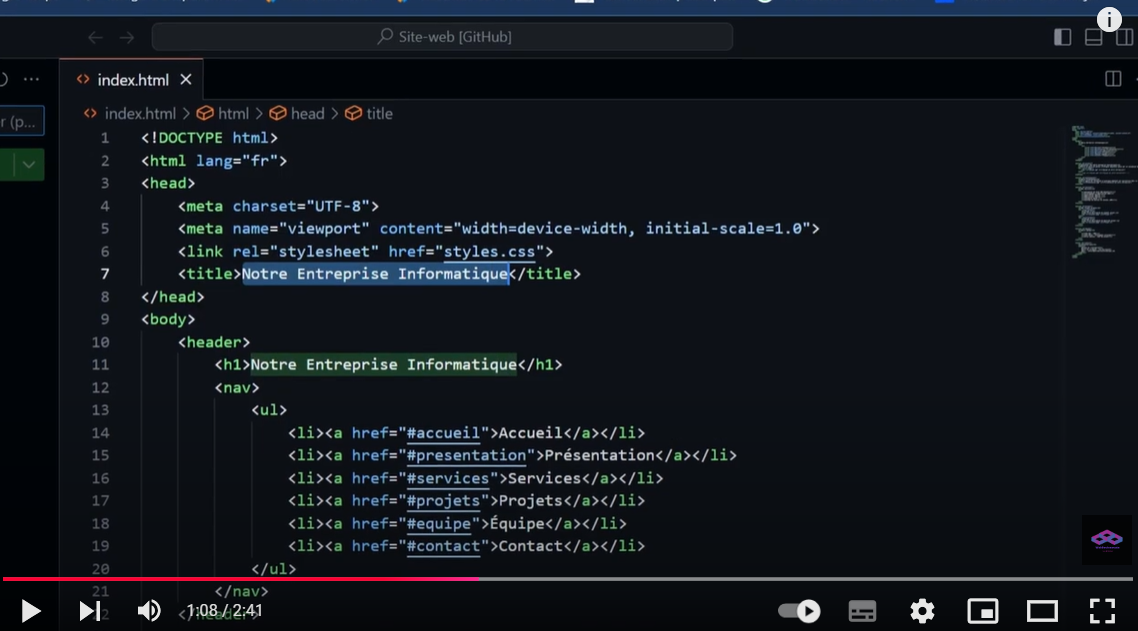 Site-web [GitHub]
index.html
r (p...
index.html > html > head > title
1 <!DOCTYPE html>
2 <html lang="fr">
3 <head>
4 <meta charset="UTF-8">
5 <meta name="viewport" content="width=device-width, initial-scale=1.0">
6 <link rel="stylesheet" href="styles.css">
7 <title>Notre Entreprise Informatique</title>
8 </head>
9 <body>
10 <header>
11 <h1>Notre Entreprise Informatique</h1>
12 <nav>
13 <ul>
14 <li><a href="#accueil">Accueil</a></li>
15 <li><a href="#presentation">Présentation</a></li>
16 <li><a href="#services">Services</a></li>
17 <li><a href="#projets">Projets</a></li>
18 <li><a href="#equipe">Équipe</a></li>
19 <li><a href="#contact">Contact</a></li>
20 </ul>
21 </nav>
22 </header>
1:08 / 2:41